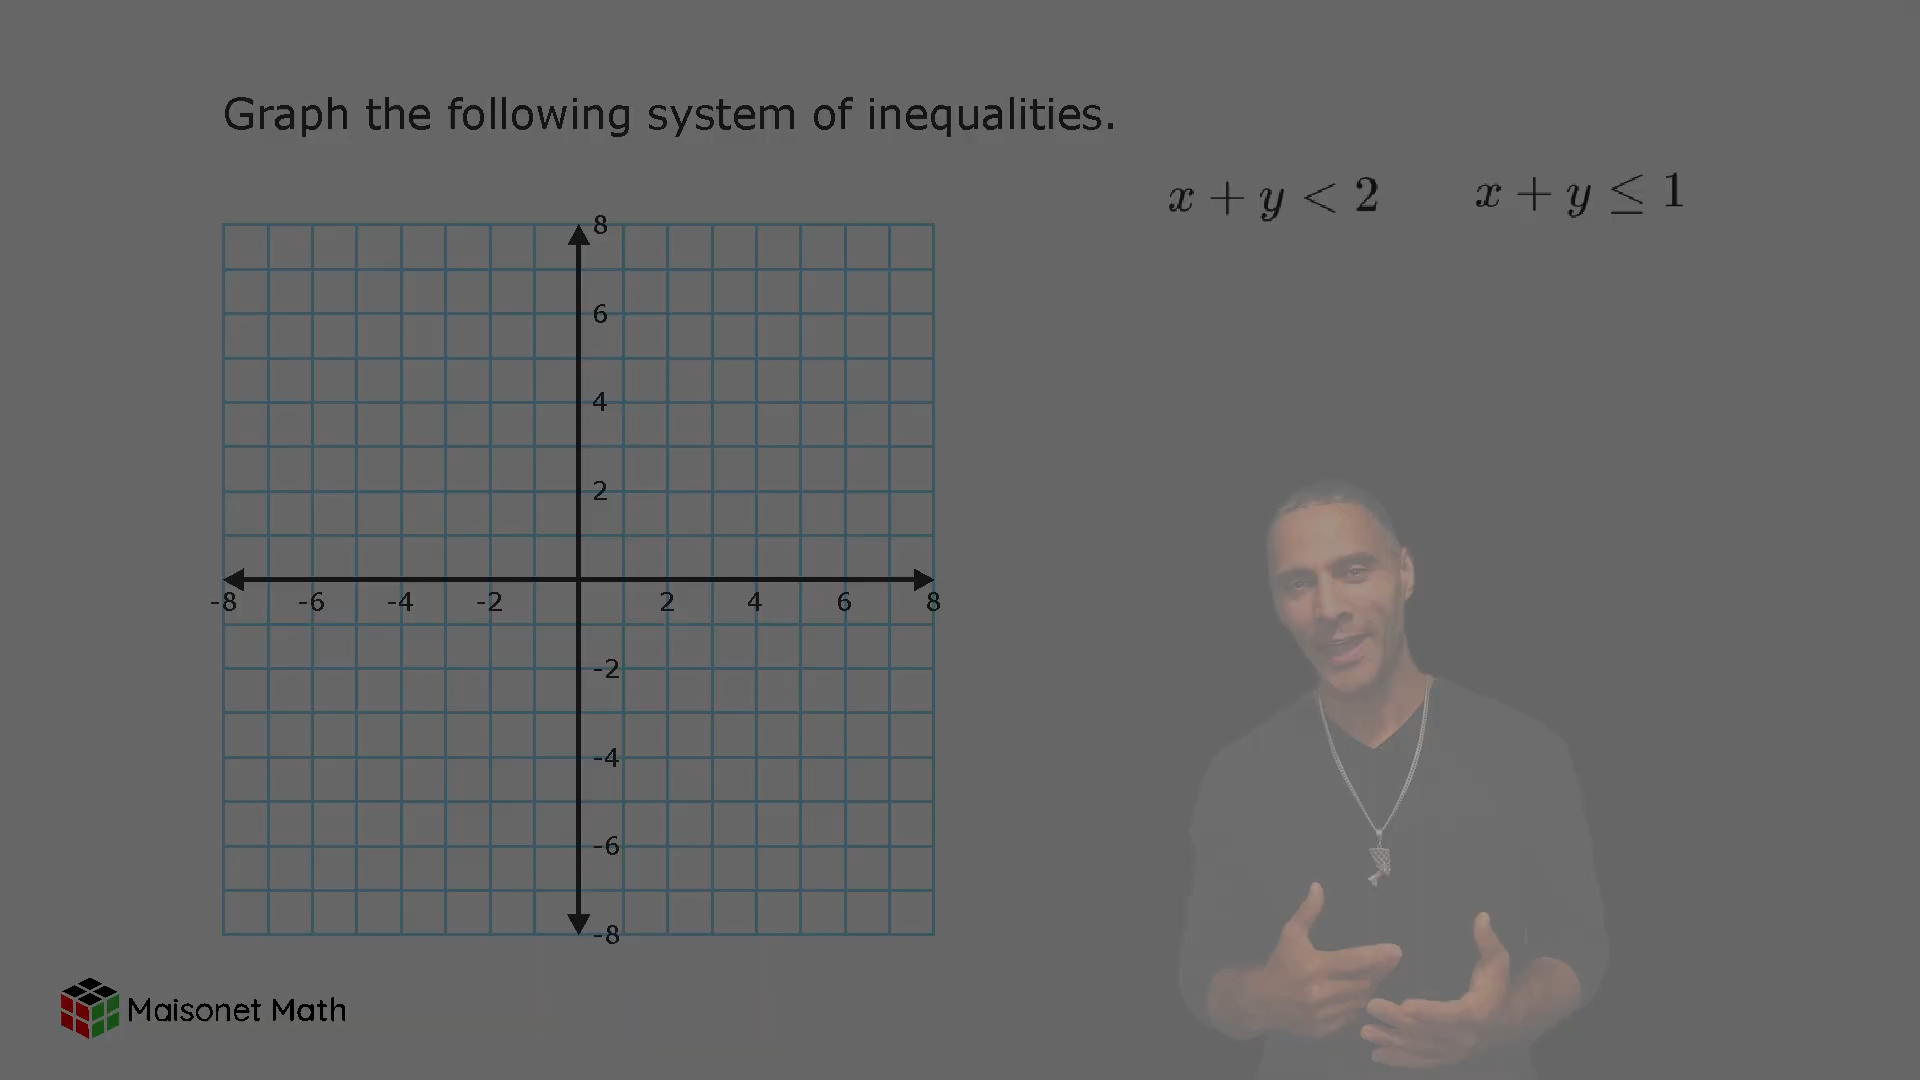 Graph the following system of inequalities.
x + y < 2
x + y ≤ 1
8
6
4
2
-8 -6 -4 -2 2 4 6 8
-2
-4
-6
-8
Maisonet Math